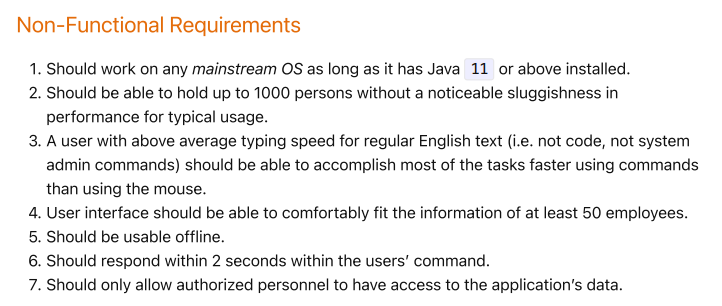 Non-Functional Requirements
1. Should work on any mainstream OS as long as it has Java 11 or above installed.
2. Should be able to hold up to 1000 persons without a noticeable sluggishness in
performance for typical usage.
3. A user with above average typing speed for regular English text (i.e. not code, not system
admin commands) should be able to accomplish most of the tasks faster using commands
than using the mouse.
4. User interface should be able to comfortably fit the information of at least 50 employees.
5. Should be usable offline.
6. Should respond within 2 seconds within the users’ command.
7. Should only allow authorized personnel to have access to the application’s data.